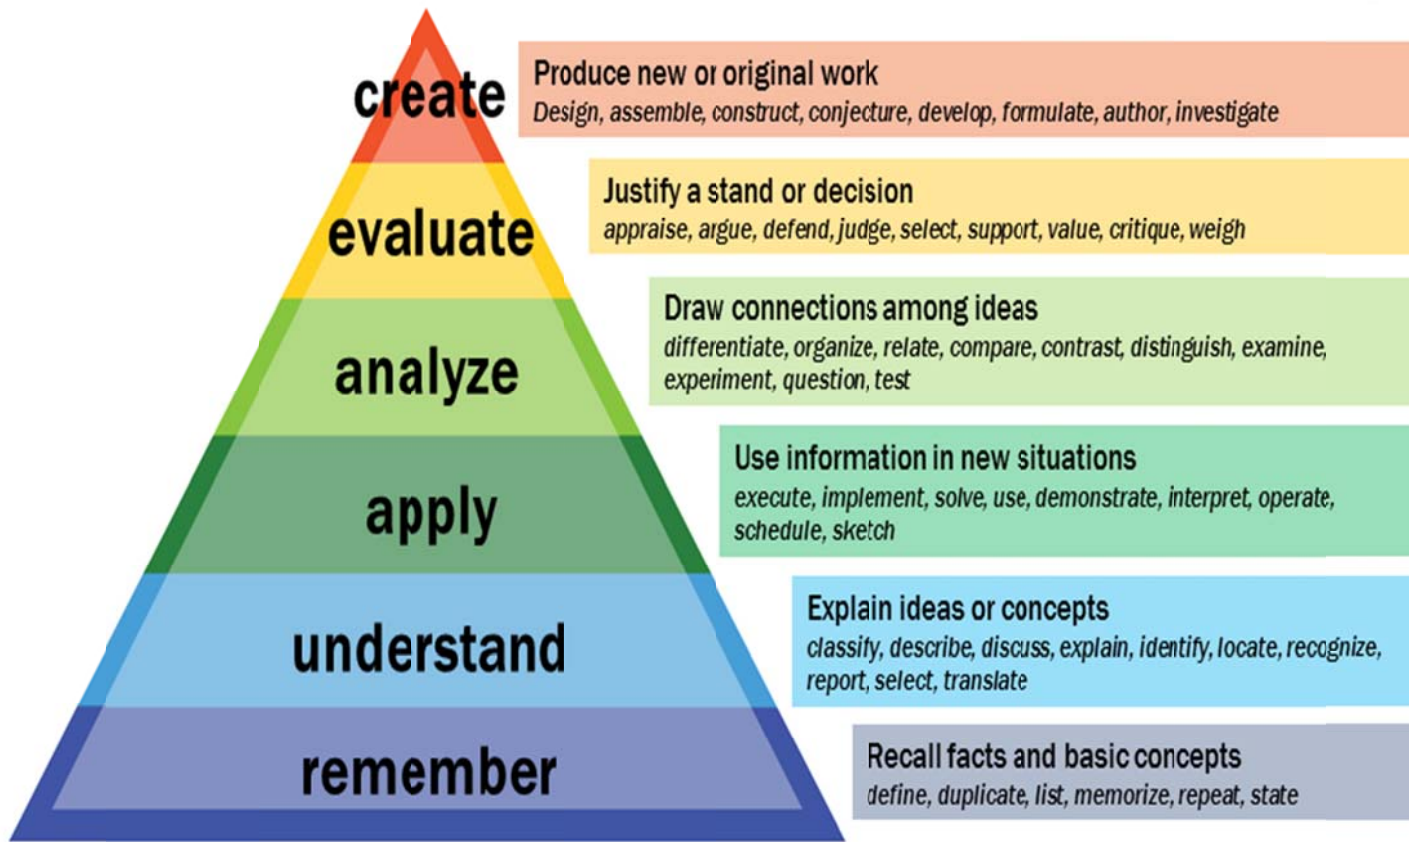 create
Produce new or original work
Design, assemble, construct, conjecture, develop, formulate, author, investigate
evaluate
Justify a stand or decision
appraise, argue, defend, judge, select, support, value, critique, weigh
analyze
Draw connections among ideas
differentiate, organize, relate, compare, contrast, distinguish, examine,
experiment, question, test
apply
Use information in new situations
execute, implement, solve, use, demonstrate, interpret, operate,
schedule, sketch
understand
Explain ideas or concepts
classify, describe, discuss, explain, identify, locate, recognize,
report, select, translate
remember
Recall facts and basic concepts
define, duplicate, list, memorize, repeat, state